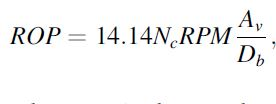 ROP = 14.14N_c RPM \frac{A_v}{D_b},